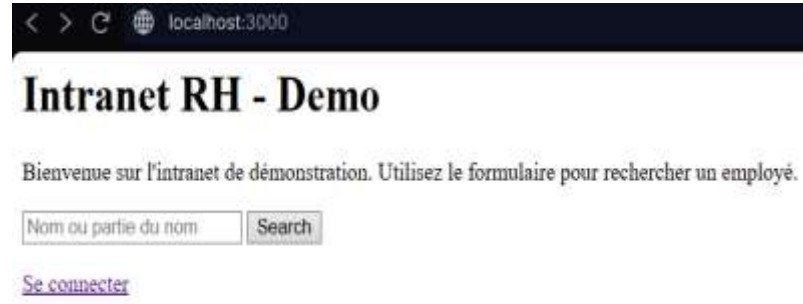 localhost:3000
Intranet RH - Demo
Bienvenue sur l'intranet de démonstration. Utilisez le formulaire pour rechercher un employé.
Nom ou partie du nom Search
Se connecter